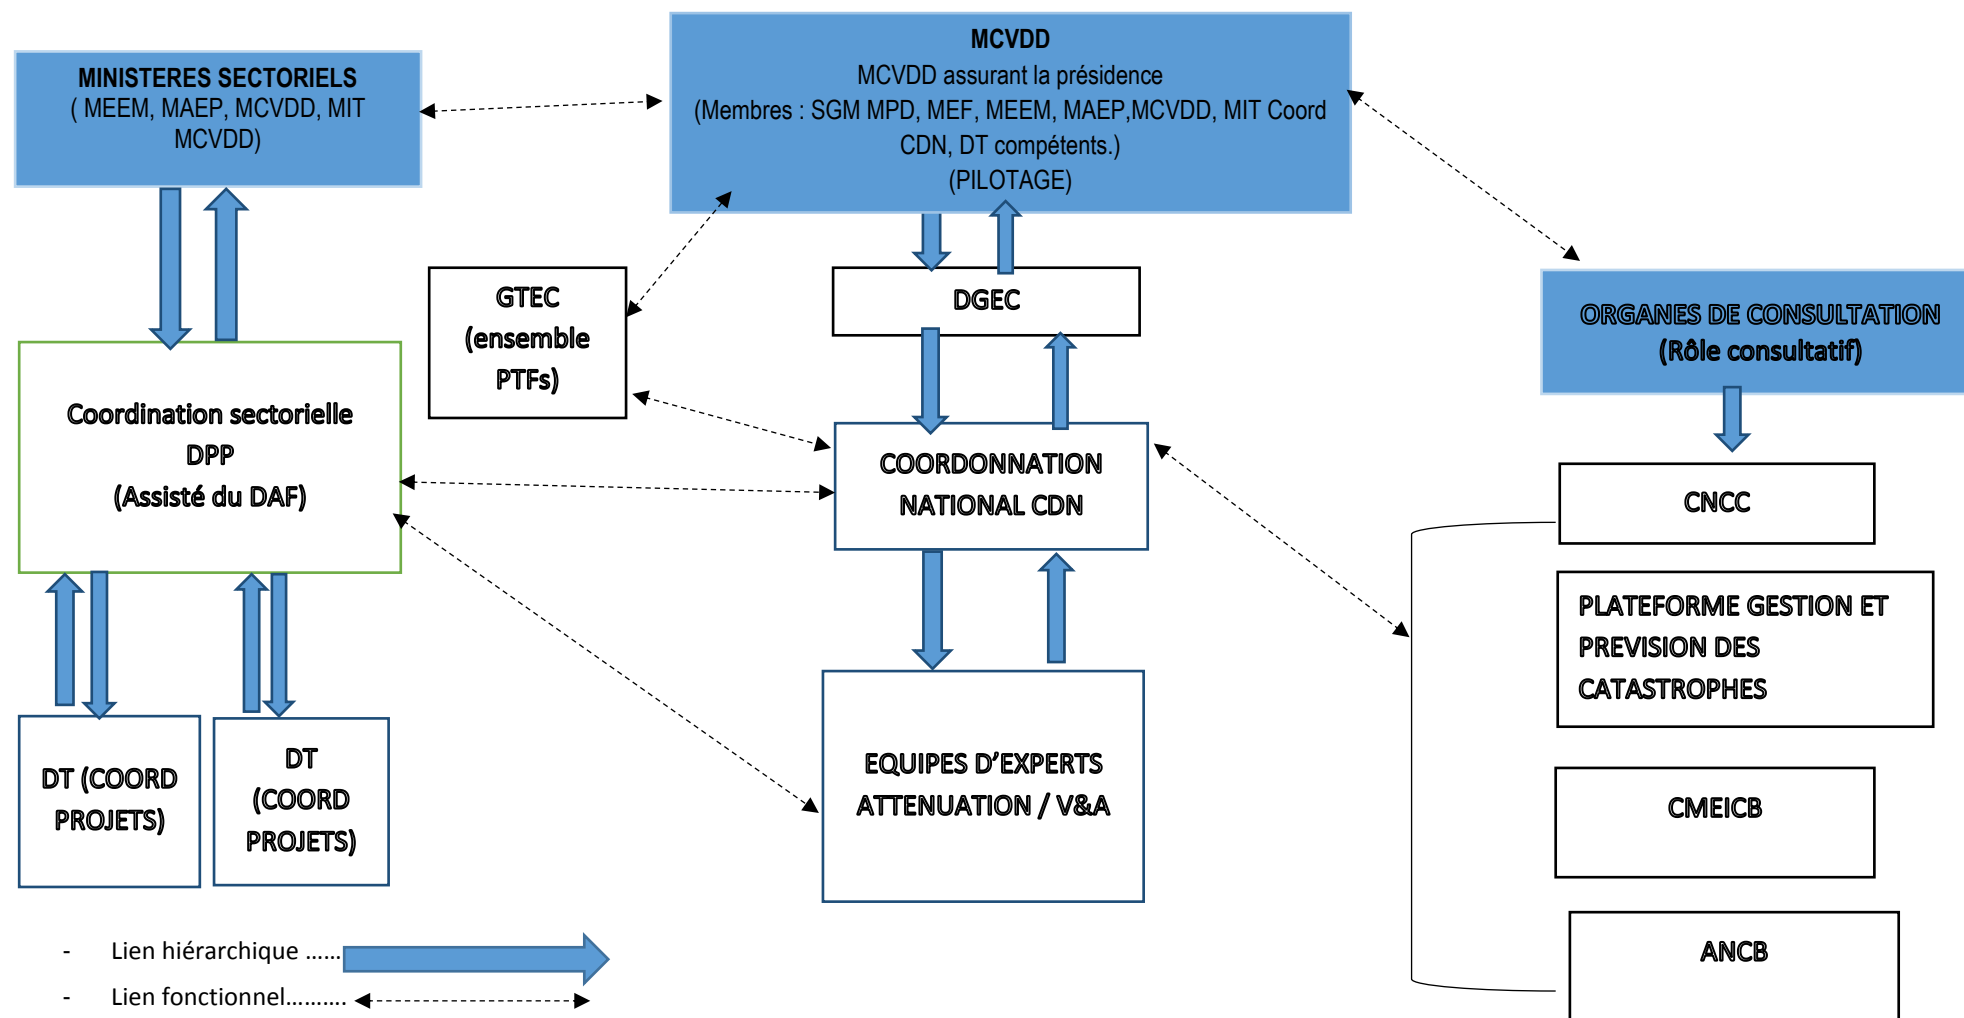 MCVDD
MCVDD assurant la présidence
(Membres : SGM MPD, MEF, MEEM, MAEP,MCVDD, MIT Coord
CDN, DT compétents.)
(PILOTAGE)
MINISTERES SECTORIELS
( MEEM, MAEP, MCVDD, MIT
MCVDD)
GTEC
(ensemble
PTFs)
DGEC
ORGANES DE CONSULTATION
(Rôle consultatif)
Coordination sectorielle
DPP
(Assisté du DAF)
COORDONNATION
NATIONAL CDN
CNCC
PLATEFORME GESTION ET
PREVISION DES
CATASTROPHES
DT (COORD
PROJETS)
DT
(COORD
PROJETS)
EQUIPES D’EXPERTS
ATTENUATION / V&A
CMEICB
ANCB
- Lien hiérarchique ......
- Lien fonctionnel..........